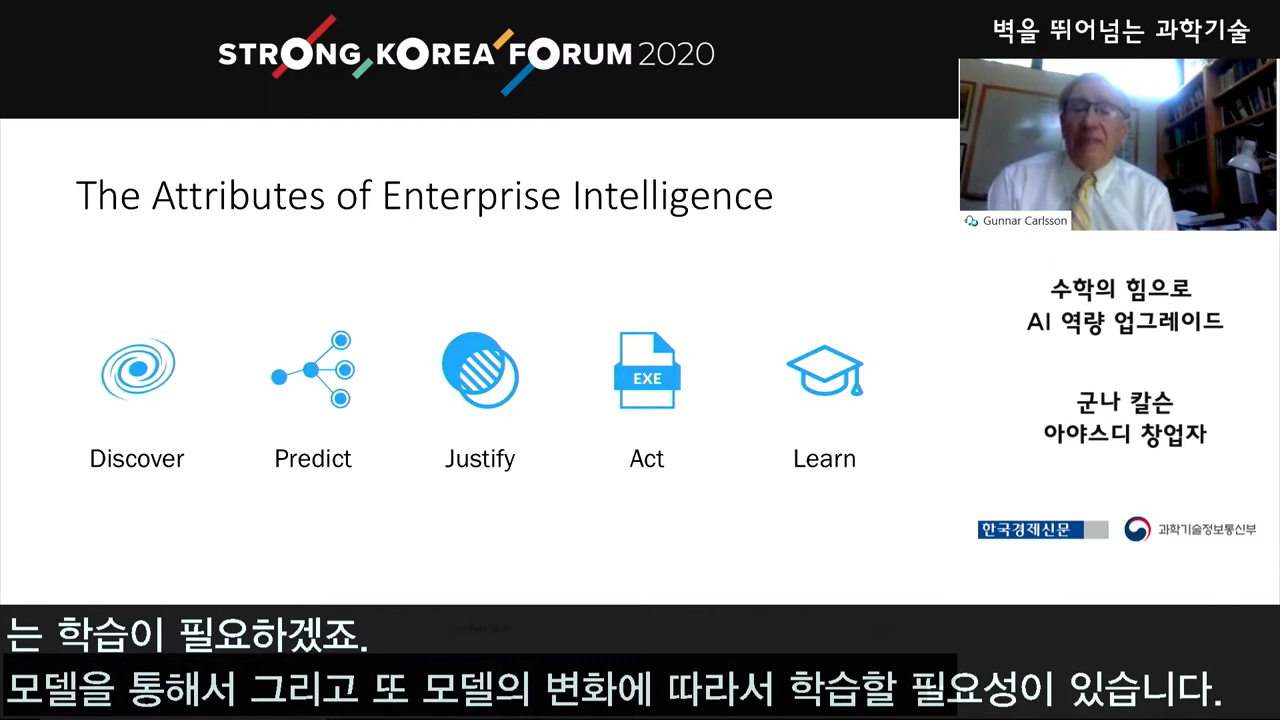 STRONG KOREA FORUM 2020
벽을 뛰어넘는 과학기술
The Attributes of Enterprise Intelligence
Gunnar Carlsson
수학의 힘으로
AI 역량 업그레이드
EXE
군나 칼슨
아야스디 창업자
Discover
Predict
Justify
Act
Learn
한국경제신문
과학기술정보통신부
는 학습이 필요하겠죠.
모델을 통해서 그리고 또 모델의 변화에 따라서 학습할 필요성이 있습니다.